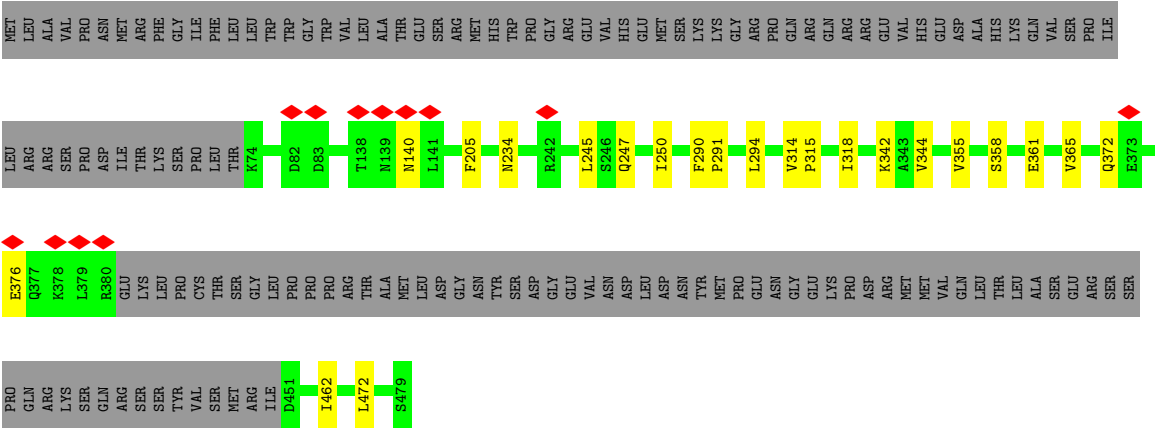 MET LEU ALA VAL PRO ASN MET ARG PHE GLY ILE PHE LEU LEU TRP TRP GLY TRP VAL LEU ALA THR GLU SER ARG MET HIS TRP PRO GLY ARG GLU VAL HIS GLU MET SER LYS LYS GLY ARG PRO GLN ARG GLN ARG ARG GLU VAL HIS GLU ASP ALA HIS LYS GLN VAL SER PRO ILE
LEU ARG ARG SER PRO ASP ILE THR LYS SER PRO LEU THR K74 D82 D83 T138 N139 N140 L141 F205 N234 R242 L245 S246 Q247 I250 F290 P291 L294 V314 P315 I318 K342 A343 V344 V355 S358 E361 V365 Q372 E373
E376 Q377 K378 L379 R380 GLU LYS LEU PRO CYS THR SER GLY LEU PRO PRO PRO ARG THR ALA MET LEU ASP GLY ASN TYR SER ASP GLY GLU VAL ASN ASP LEU ASP ASN TYR MET PRO GLU ASN GLY GLU LYS PRO ASP ARG MET MET VAL GLN LEU THR LEU ALA SER GLU ARG SER SER
PRO GLN ARG LYS SER GLN ARG SER SER TYR VAL SER MET ARG ILE D451 I462 L472 S479